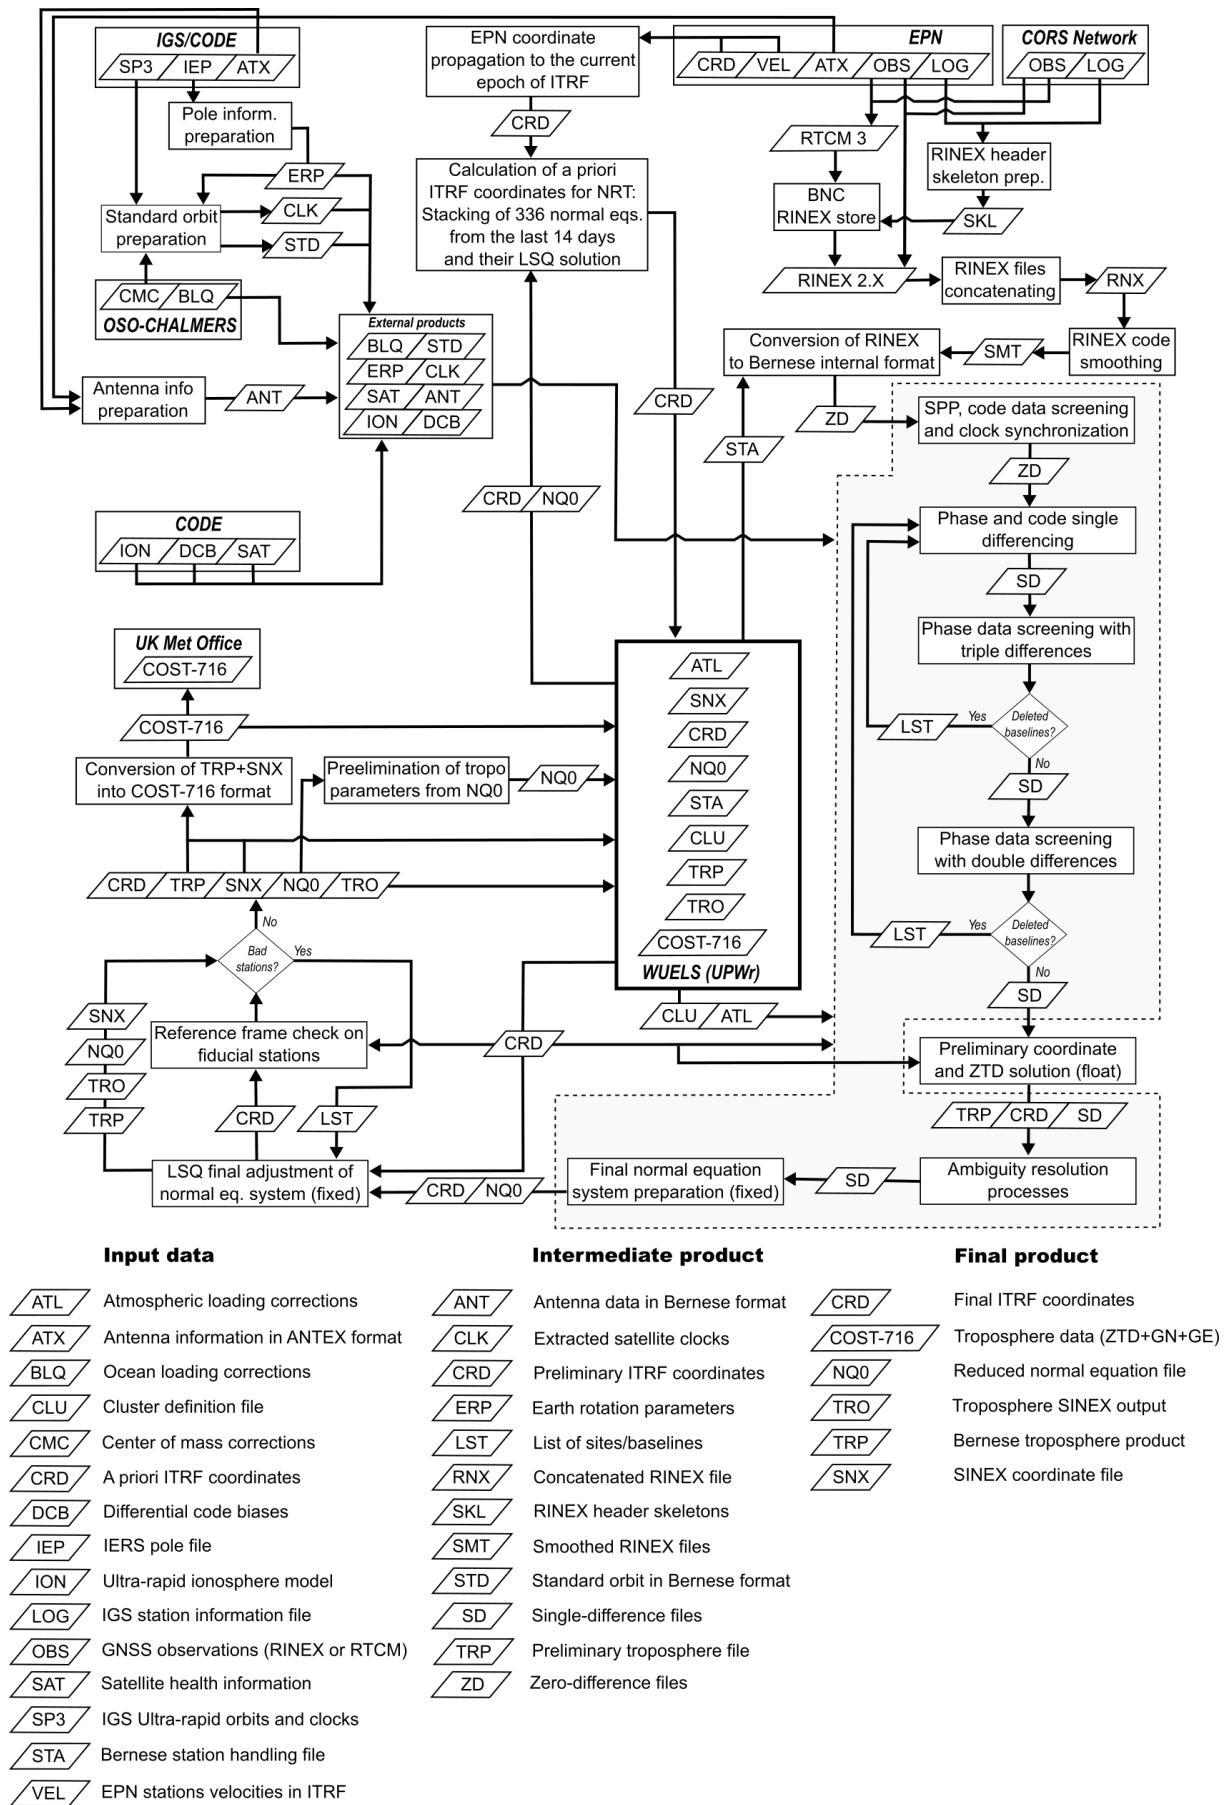 IGS/CODE
SP3 IEP ATX
Pole inform.
preparation
ERP
Standard orbit
preparation
CLK
STD
CMC BLQ
OSO-CHALMERS
Antenna info
preparation
ANT
External products
BLQ STD
ERP CLK
SAT ANT
ION DCB
CODE
ION DCB SAT
EPN coordinate
propagation to the current
epoch of ITRF
CRD
Calculation of a priori
ITRF coordinates for NRT:
Stacking of 336 normal eqs.
from the last 14 days
and their LSQ solution
CRD
CRD NQ0
EPN
CRD VEL ATX OBS LOG
CORS Network
OBS LOG
RTCM 3
BNC
RINEX store
RINEX header
skeleton prep.
SKL
RINEX 2.X
RINEX files
concatenating
RNX
RINEX code
smoothing
SMT
Conversion of RINEX
to Bernese internal format
STA
ZD
SPP, code data screening
and clock synchronization
ZD
Phase and code single
differencing
SD
Phase data screening with
triple differences
Deleted
baselines?
Yes
LST
No
SD
Phase data screening
with double differences
Deleted
baselines?
Yes
LST
No
SD
Preliminary coordinate
and ZTD solution (float)
TRP CRD SD
Ambiguity resolution
processes
SD
Final normal equation
system preparation (fixed)
CRD NQ0
LSQ final adjustment of
normal eq. system (fixed)
UK Met Office
COST-716
COST-716
Conversion of TRP+SNX
into COST-716 format
Preelimination of tropo
parameters from NQ0
NQ0
CRD TRP SNX NQ0 TRO
No
Bad
stations?
Yes
SNX
NQ0
TRO
TRP
Reference frame check on
fiducial stations
CRD
LST
CRD
ATL
SNX
CRD
NQ0
STA
CLU
TRP
TRO
COST-716
WUELS (UPWr)
CLU ATL
Input data
ATL Atmospheric loading corrections
ATX Antenna information in ANTEX format
BLQ Ocean loading corrections
CLU Cluster definition file
CMC Center of mass corrections
CRD A priori ITRF coordinates
DCB Differential code biases
IEP IERS pole file
ION Ultra-rapid ionosphere model
LOG IGS station information file
OBS GNSS observations (RINEX or RTCM)
SAT Satellite health information
SP3 IGS Ultra-rapid orbits and clocks
STA Bernese station handling file
VEL EPN stations velocities in ITRF
Intermediate product
ANT Antenna data in Bernese format
CLK Extracted satellite clocks
CRD Preliminary ITRF coordinates
ERP Earth rotation parameters
LST List of sites/baselines
RNX Concatenated RINEX file
SKL RINEX header skeletons
SMT Smoothed RINEX files
STD Standard orbit in Bernese format
SD Single-difference files
TRP Preliminary troposphere file
ZD Zero-difference files
Final product
CRD Final ITRF coordinates
COST-716 Troposphere data (ZTD+GN+GE)
NQ0 Reduced normal equation file
TRO Troposphere SINEX output
TRP Bernese troposphere product
SNX SINEX coordinate file